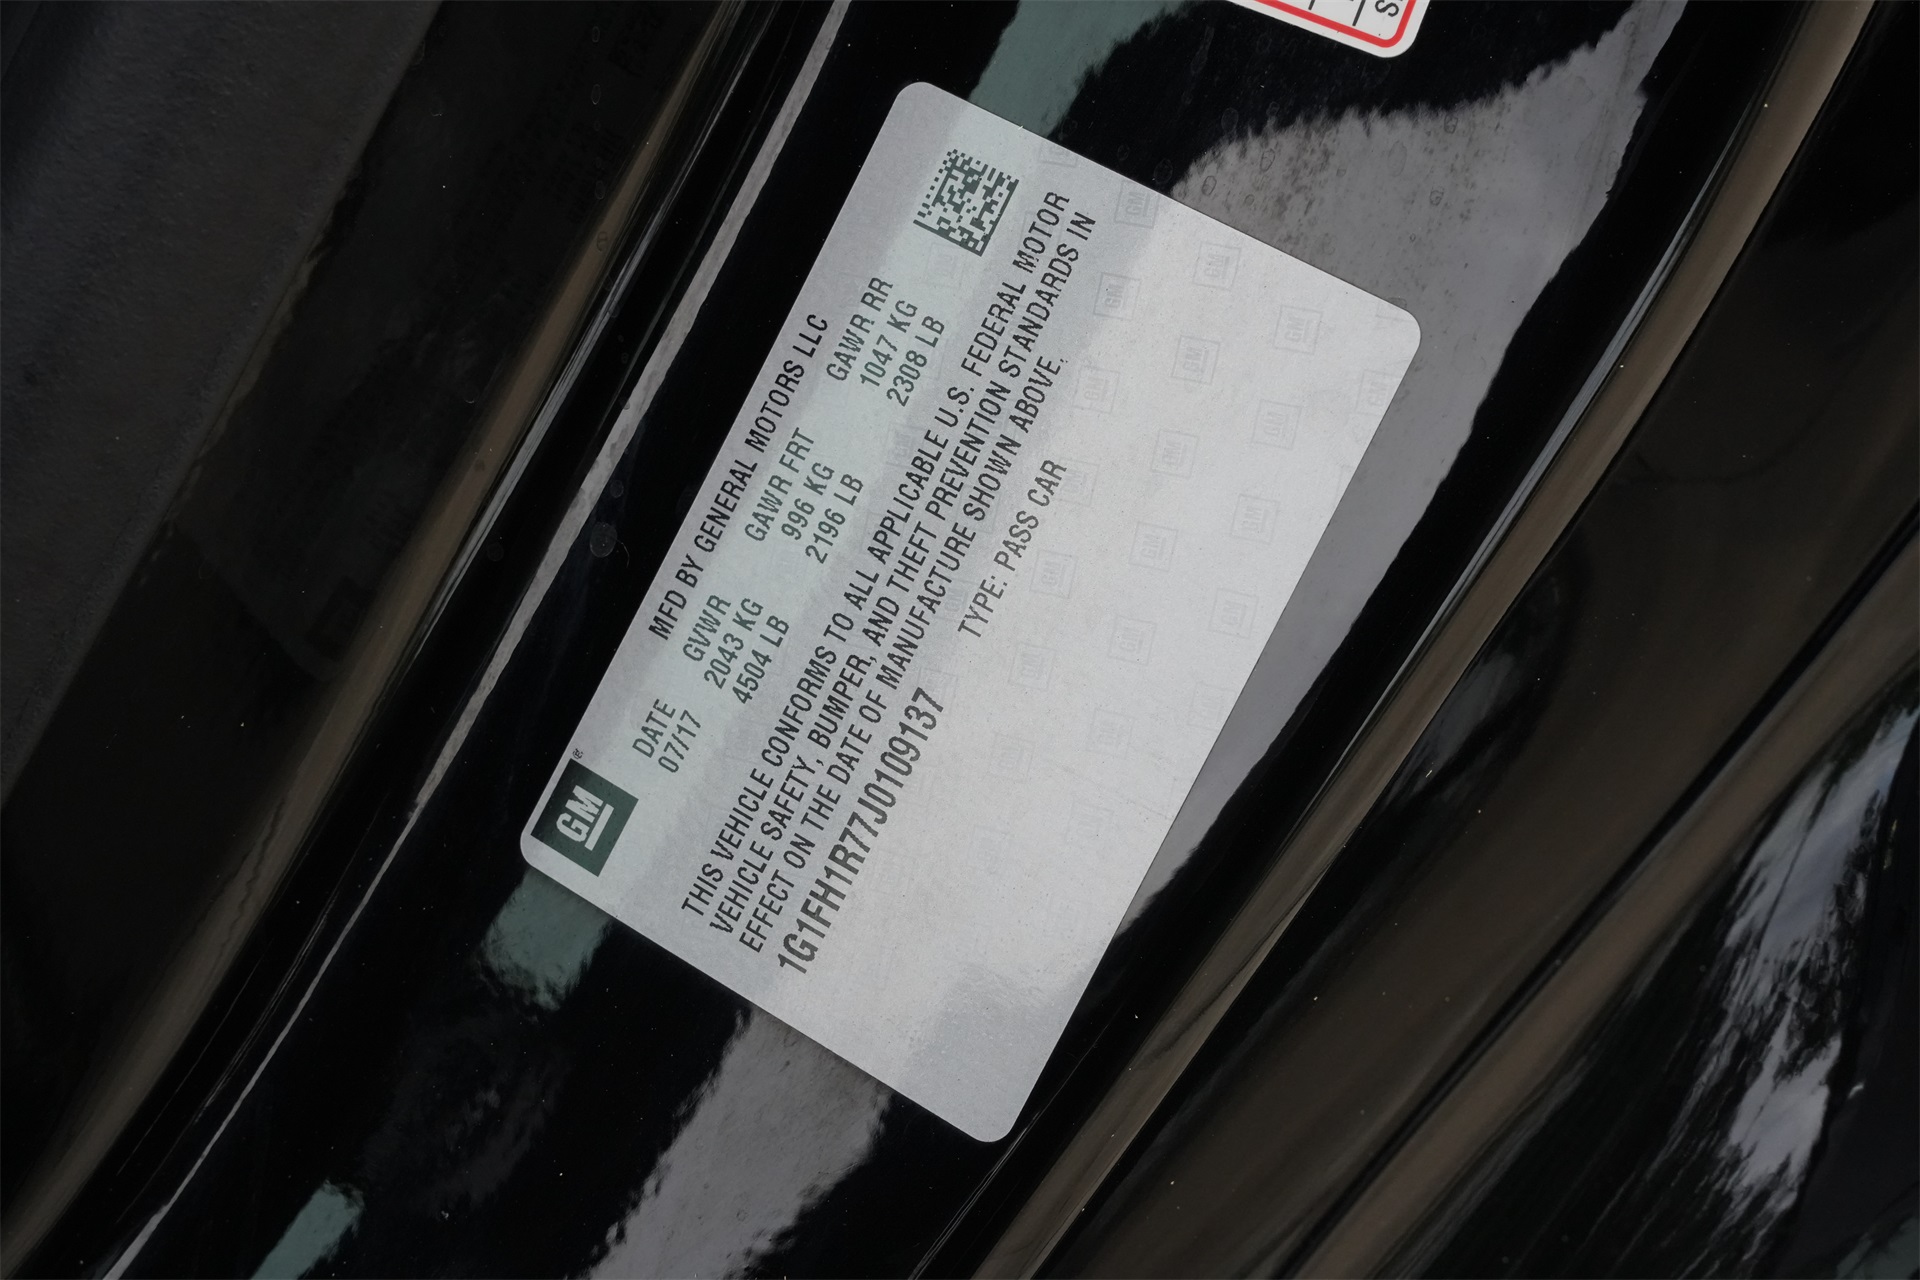 GM®
MFD BY GENERAL MOTORS LLC
DATE GVWR GAWR FRT GAWR RR
07/17 2043 KG 996 KG 1047 KG
4504 LB 2196 LB 2308 LB
THIS VEHICLE CONFORMS TO ALL APPLICABLE U.S. FEDERAL MOTOR
VEHICLE SAFETY, BUMPER, AND THEFT PREVENTION STANDARDS IN
EFFECT ON THE DATE OF MANUFACTURE SHOWN ABOVE.
1G1FH1R77J0109137 TYPE: PASS CAR